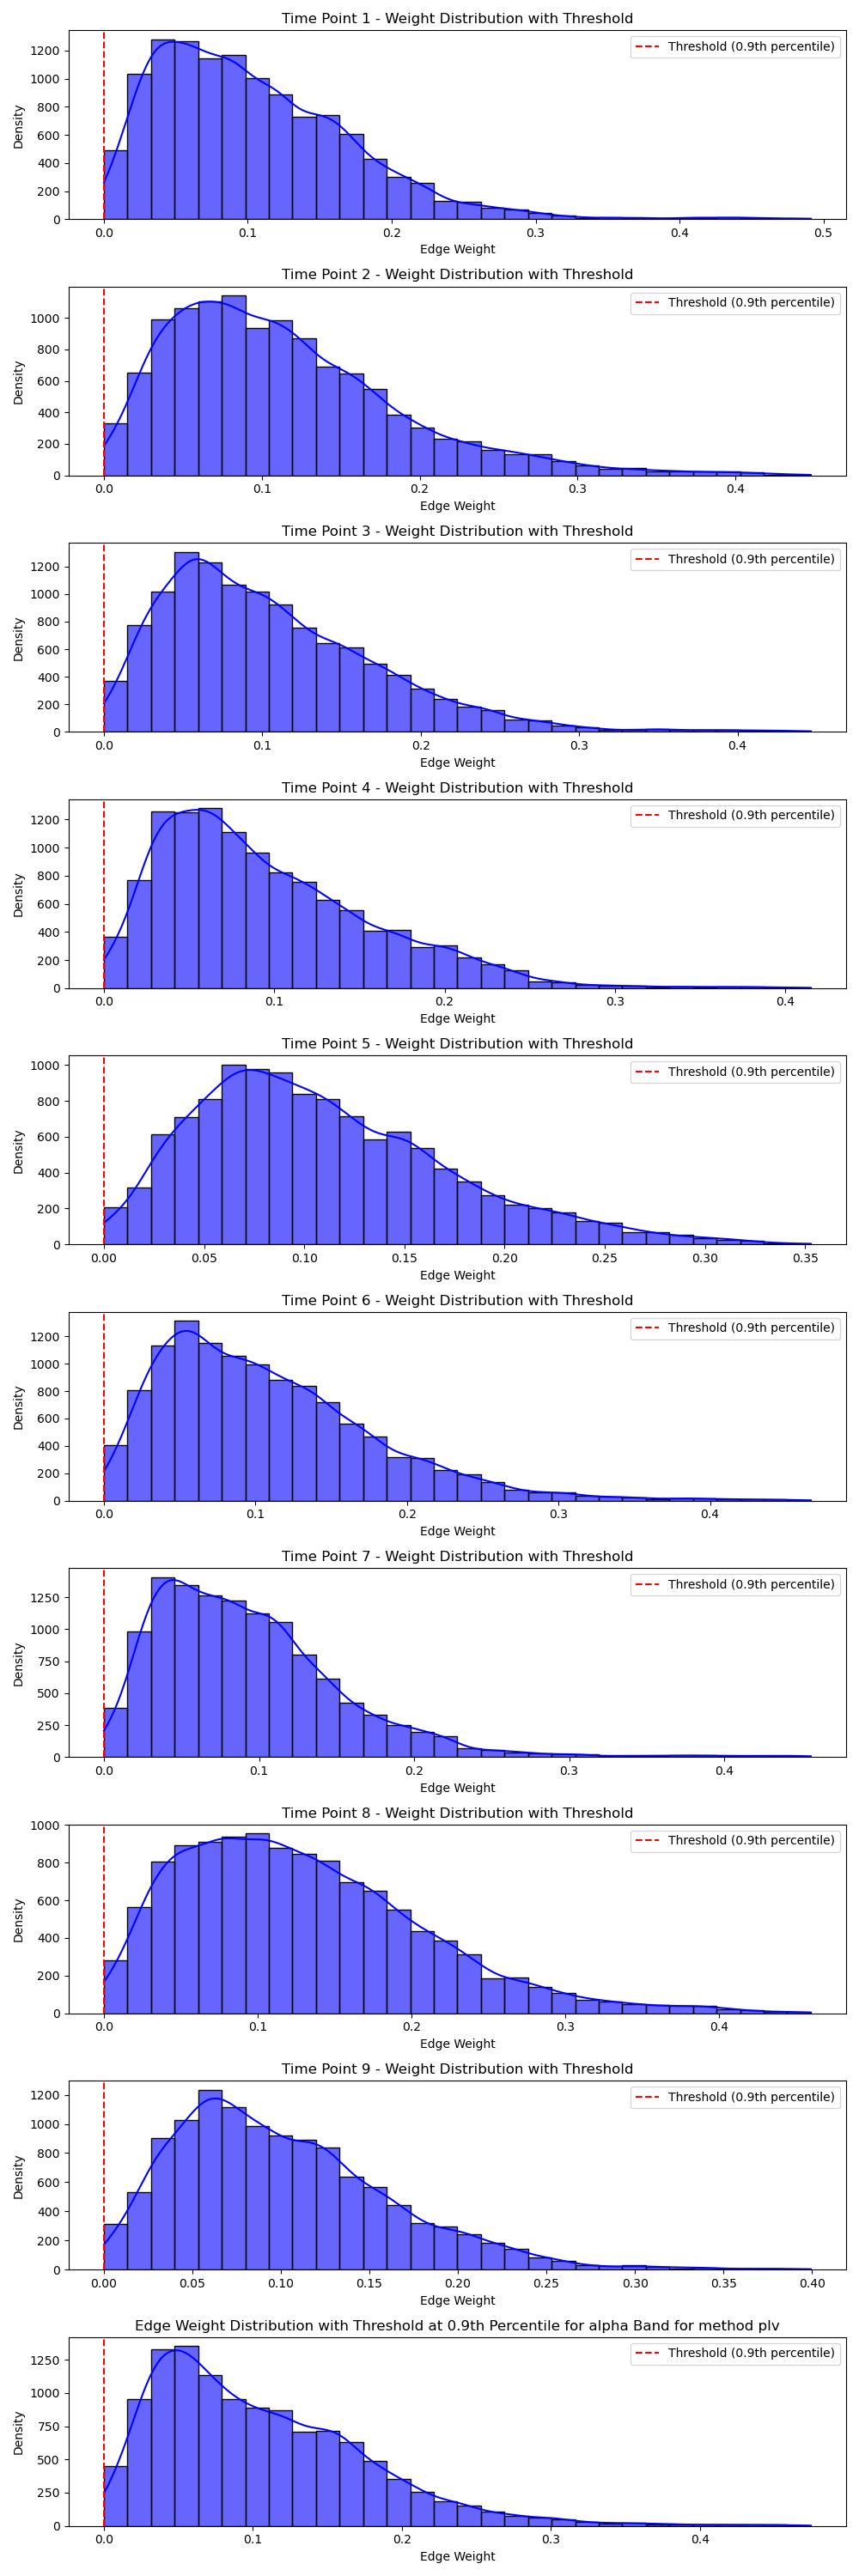 Time Point 1 - Weight Distribution with Threshold
Threshold (0.9th percentile)
Density
1200
1000
800
600
400
200
0
0.0 0.1 0.2 0.3 0.4 0.5
Edge Weight
Time Point 2 - Weight Distribution with Threshold
Threshold (0.9th percentile)
Density
1000
800
600
400
200
0
0.0 0.1 0.2 0.3 0.4
Edge Weight
Time Point 3 - Weight Distribution with Threshold
Threshold (0.9th percentile)
Density
1200
1000
800
600
400
200
0
0.0 0.1 0.2 0.3 0.4
Edge Weight
Time Point 4 - Weight Distribution with Threshold
Threshold (0.9th percentile)
Density
1200
1000
800
600
400
200
0
0.0 0.1 0.2 0.3 0.4
Edge Weight
Time Point 5 - Weight Distribution with Threshold
Threshold (0.9th percentile)
Density
1000
800
600
400
200
0
0.00 0.05 0.10 0.15 0.20 0.25 0.30 0.35
Edge Weight
Time Point 6 - Weight Distribution with Threshold
Threshold (0.9th percentile)
Density
1200
1000
800
600
400
200
0
0.0 0.1 0.2 0.3 0.4
Edge Weight
Time Point 7 - Weight Distribution with Threshold
Threshold (0.9th percentile)
Density
1250
1000
750
500
250
0
0.0 0.1 0.2 0.3 0.4
Edge Weight
Time Point 8 - Weight Distribution with Threshold
Threshold (0.9th percentile)
Density
1000
800
600
400
200
0
0.0 0.1 0.2 0.3 0.4
Edge Weight
Time Point 9 - Weight Distribution with Threshold
Threshold (0.9th percentile)
Density
1200
1000
800
600
400
200
0
0.00 0.05 0.10 0.15 0.20 0.25 0.30 0.35 0.40
Edge Weight
Edge Weight Distribution with Threshold at 0.9th Percentile for alpha Band for method plv
Threshold (0.9th percentile)
Density
1250
1000
750
500
250
0
0.0 0.1 0.2 0.3 0.4
Edge Weight